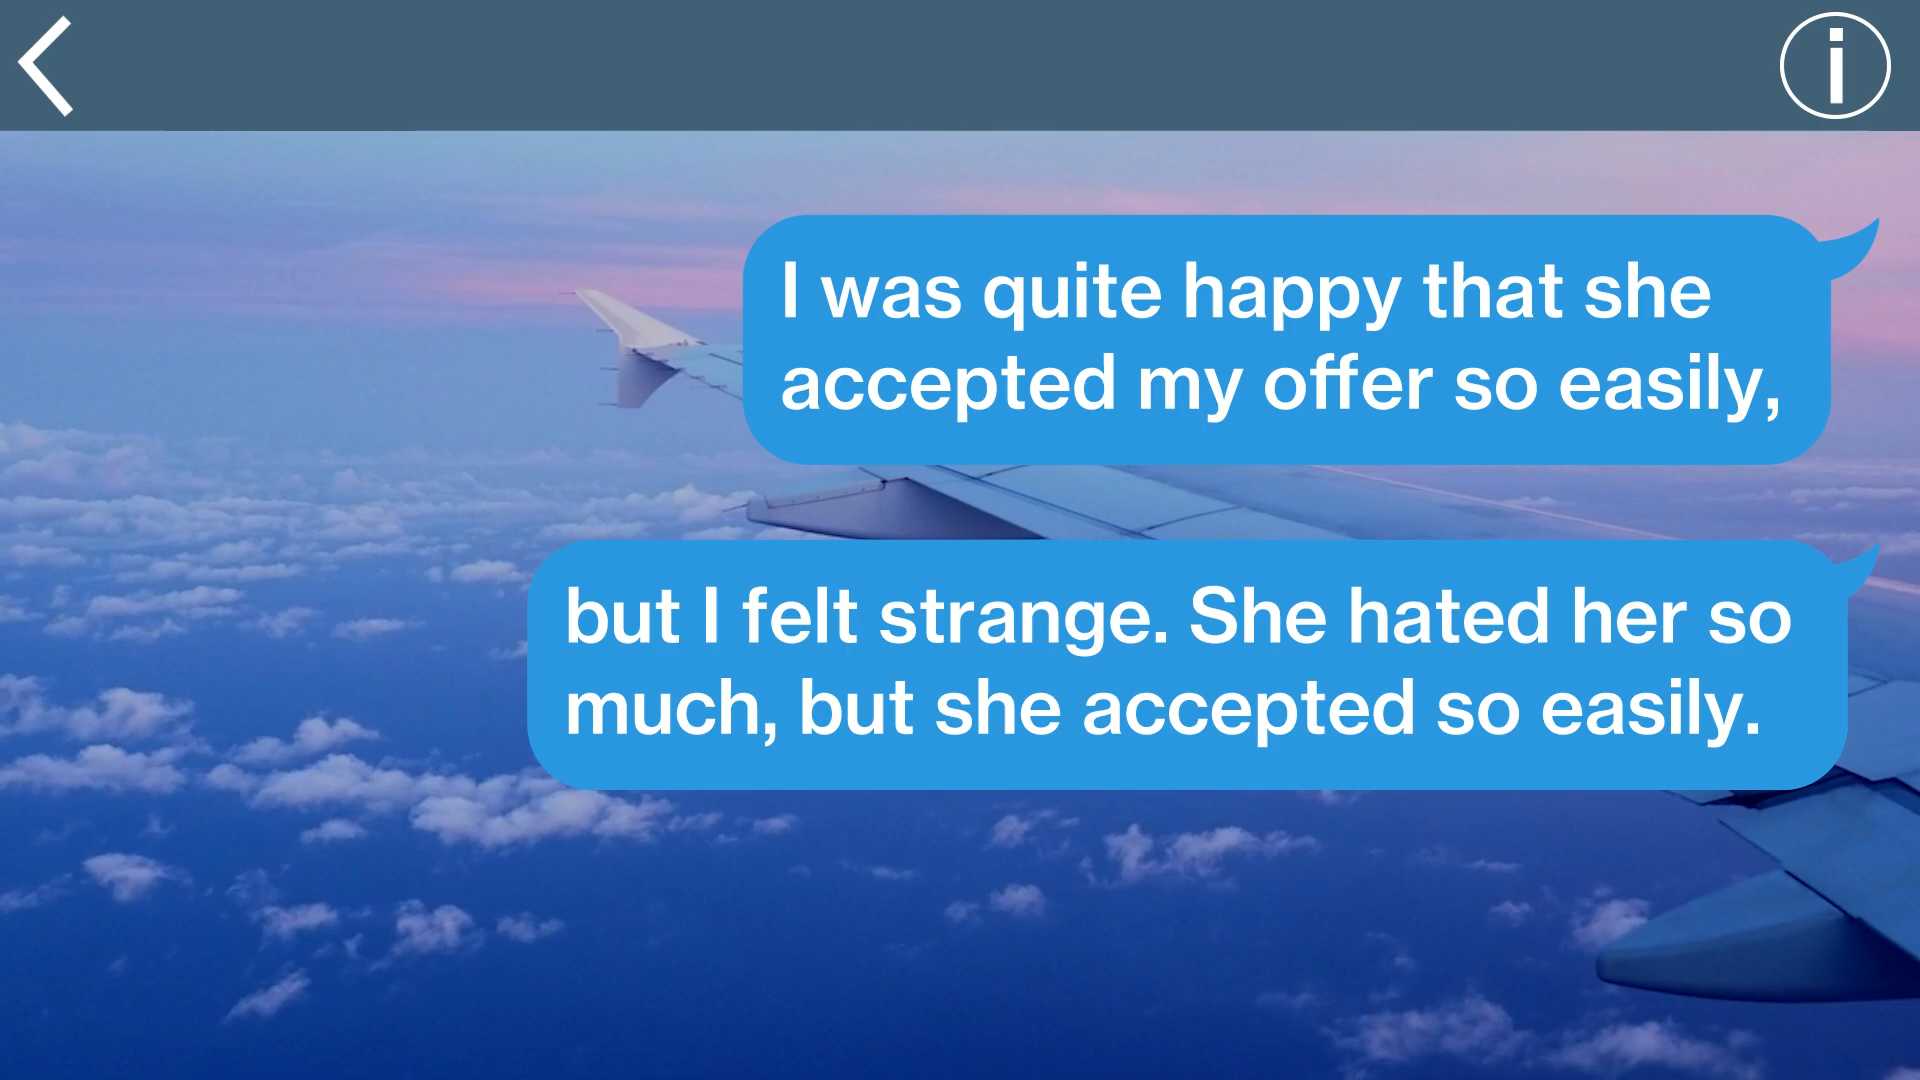 I was quite happy that she
accepted my offer so easily,
but I felt strange. She hated her so
much, but she accepted so easily.